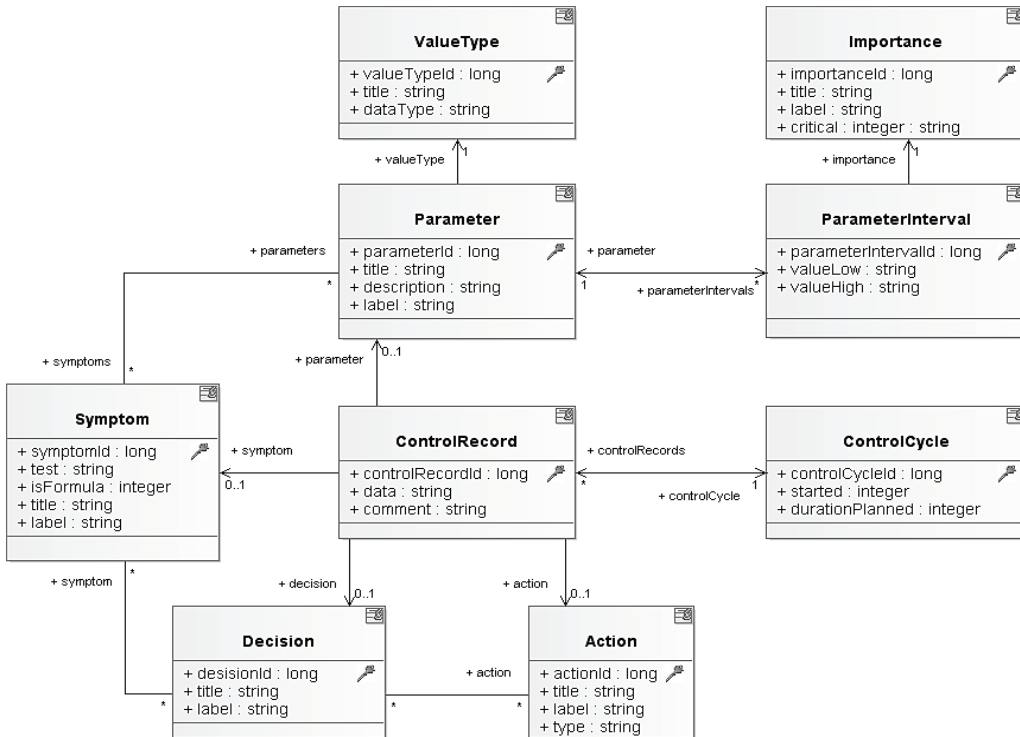 ValueType
+ valueTypeId : long
+ title : string
+ dataType : string
Importance
+ importanceId : long
+ title : string
+ label : string
+ critical : integer : string
+ valueType
1
+ importance
1
Parameter
+ parameterId : long
+ title : string
+ description : string
+ label : string
ParameterInterval
+ parameterIntervalId : long
+ valueLow : string
+ valueHigh : string
+ parameters
*
+ parameter
1
+ parameterIntervals
*
+ symptoms
*
+ parameter
0..1
Symptom
+ symptomId : long
+ test : string
+ isFormula : integer
+ title : string
+ label : string
+ symptom
0..1
ControlRecord
+ controlRecordId : long
+ data : string
+ comment : string
+ controlRecords
*
+ controlCycle
1
ControlCycle
+ controlCycleId : long
+ started : integer
+ durationPlanned : integer
+ symptom
*
+ decision
0..1
+ action
0..1
Decision
+ desisionId : long
+ title : string
+ label : string
*
+ action
*
*
Action
+ actionId : long
+ title : string
+ label : string
+ type : string